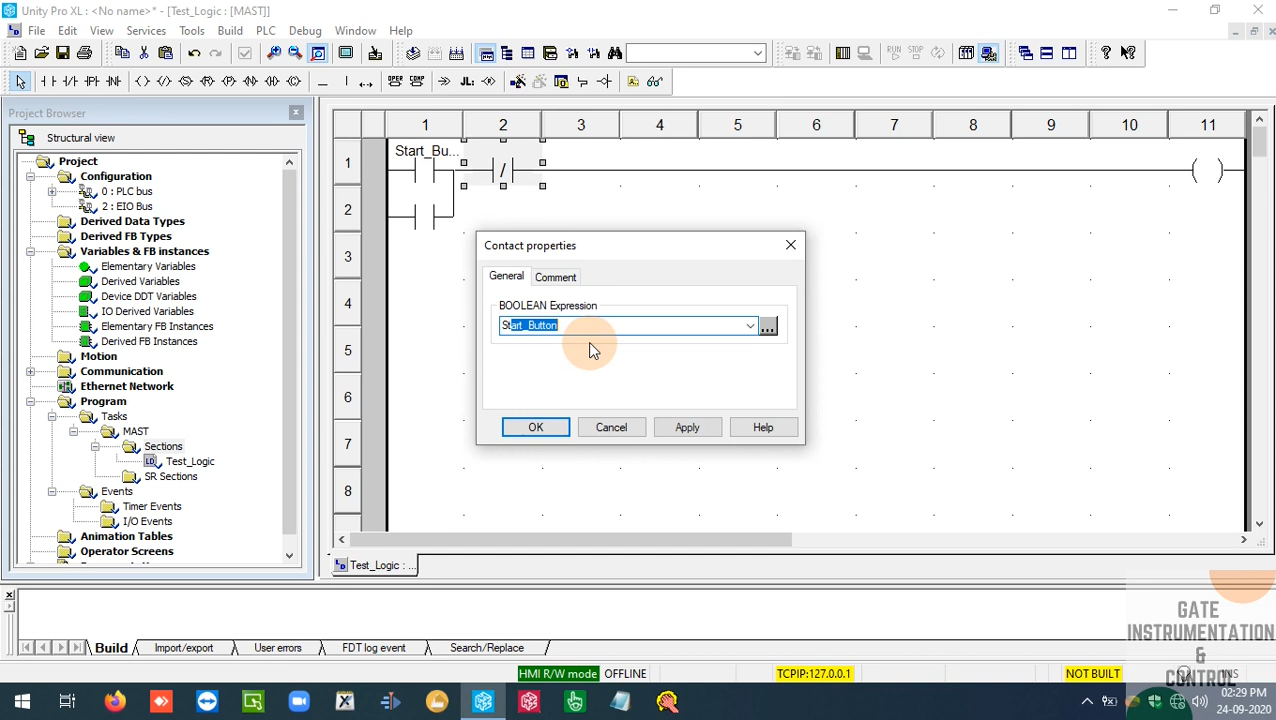 Unity Pro XL : <No name>* - [Test_Logic : [MAST]]
File Edit View Services Tools Build PLC Debug Window Help
RUN STOP
Project Browser
Structural view
Project
Configuration
0 : PLC bus
2 : EIO Bus
Derived Data Types
Derived FB Types
Variables & FB instances
Elementary Variables
Derived Variables
Device DDT Variables
IO Derived Variables
Elementary FB Instances
Derived FB Instances
Motion
Communication
Ethernet Network
Program
Tasks
MAST
Sections
LD Test_Logic
SR Sections
Events
Timer Events
I/O Events
Animation Tables
Operator Screens
1 2 3 4 5 6 7 8 9 10 11
1
2
3
4
5
6
7
8
Start_Bu...
Contact properties
General Comment
BOOLEAN Expression
Start_Button
OK Cancel Apply Help
Test_Logic : ...
Build Import/export User errors FDT log event Search/Replace
HMI R/W mode OFFLINE TCPIP:127.0.0.1 NOT BUILT INS
GATE
INSTRUMENTATION
&
CONTROL
02:29 PM
24-09-2020